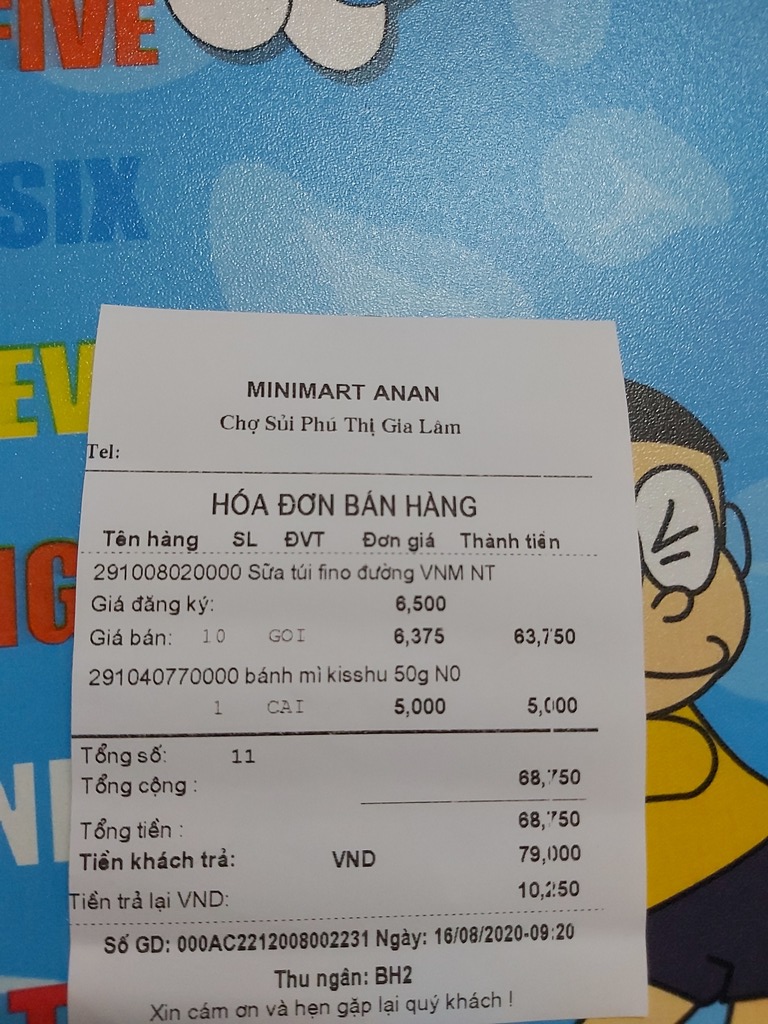 FIVE
SIX
EV
MINIMART ANAN
Chợ Sủi Phú Thị Gia Lâm
Tel:
HÓA ĐƠN BÁN HÀNG
Tên hàng SL ĐVT Đơn giá Thành tiền
291008020000 Sữa túi fino đường VNM NT
Giá đăng ký: 6,500
Giá bán: 10 GOI 6,375 63,750
291040770000 bánh mì kisshu 50g N0
1 CAI 5,000 5,000
Tổng số: 11
Tổng cộng : 68,750
Tổng tiền : 68,750
Tiền khách trả: VND 79,000
Tiền trả lại VND: 10,250
Số GD: 000AC2212008002231 Ngày: 16/08/2020-09:20
Thu ngân: BH2
Xin cám ơn và hẹn gặp lại quý khách !